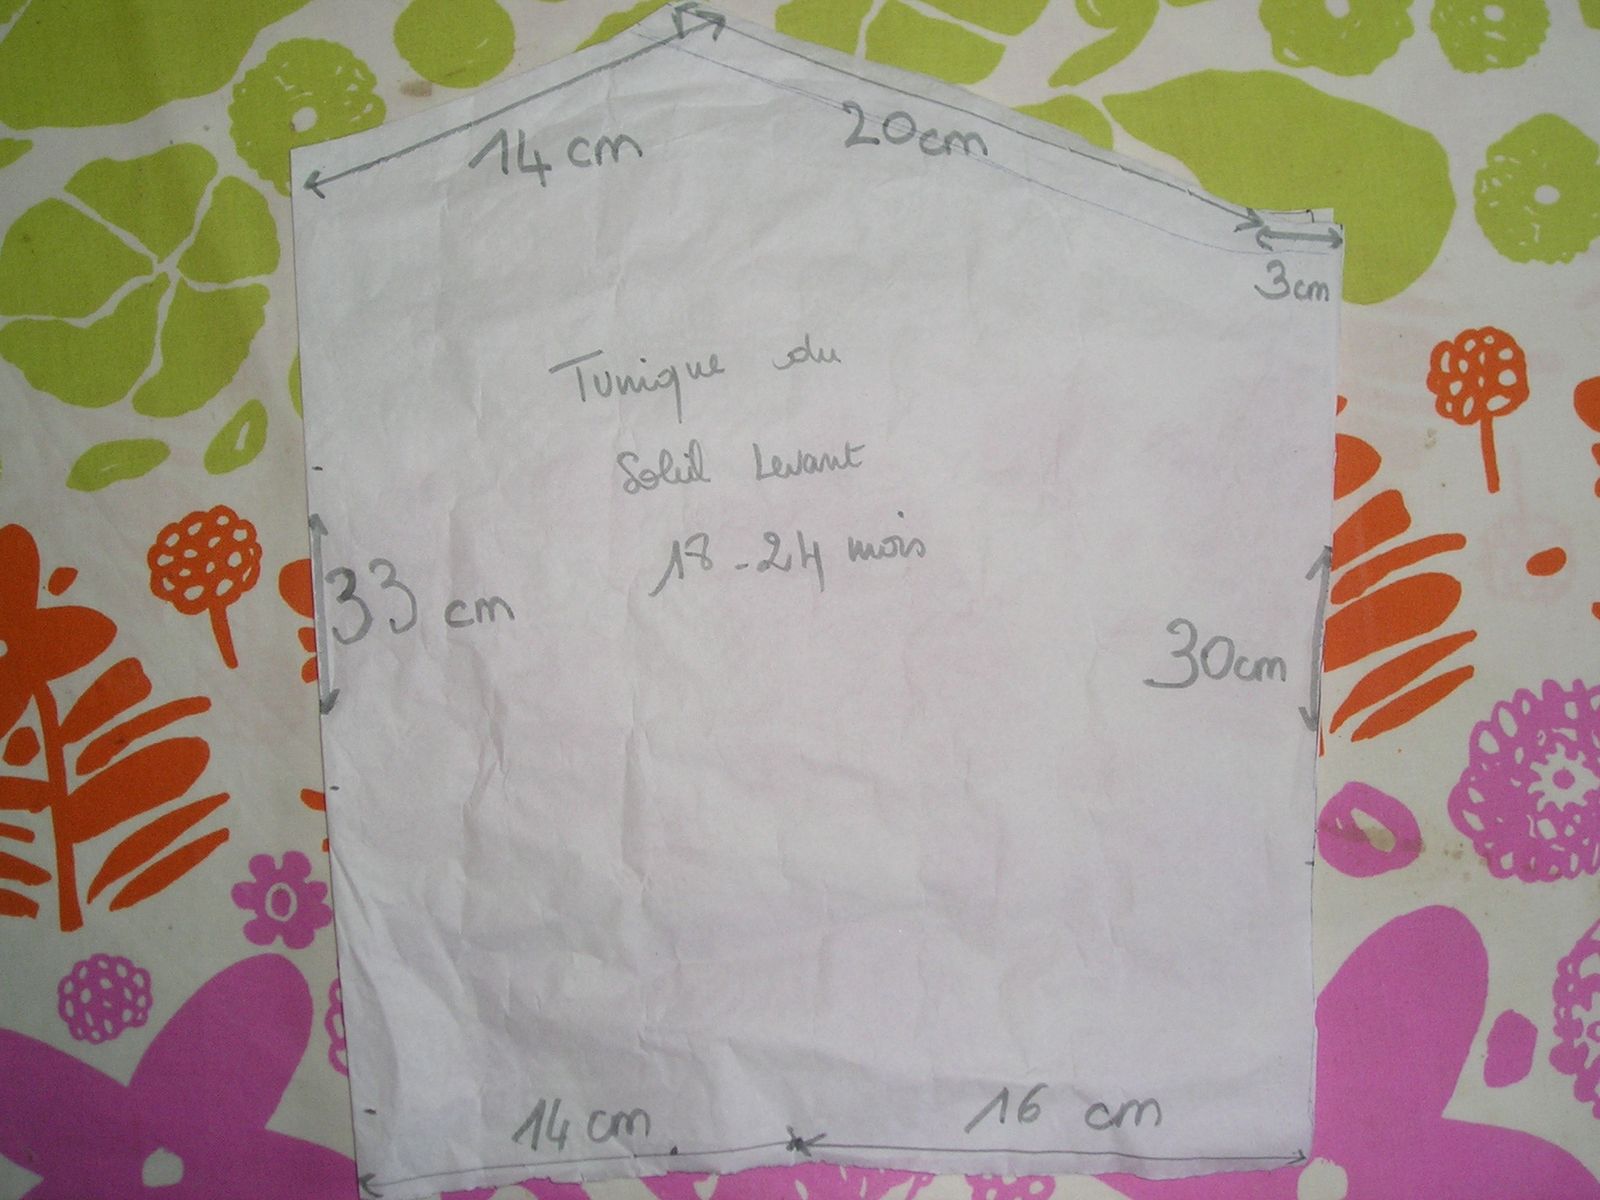 14 cm
20cm
3cm
Tunique du
Soleil Levant
18-24 mois
33 cm
30cm
14 cm
16 cm